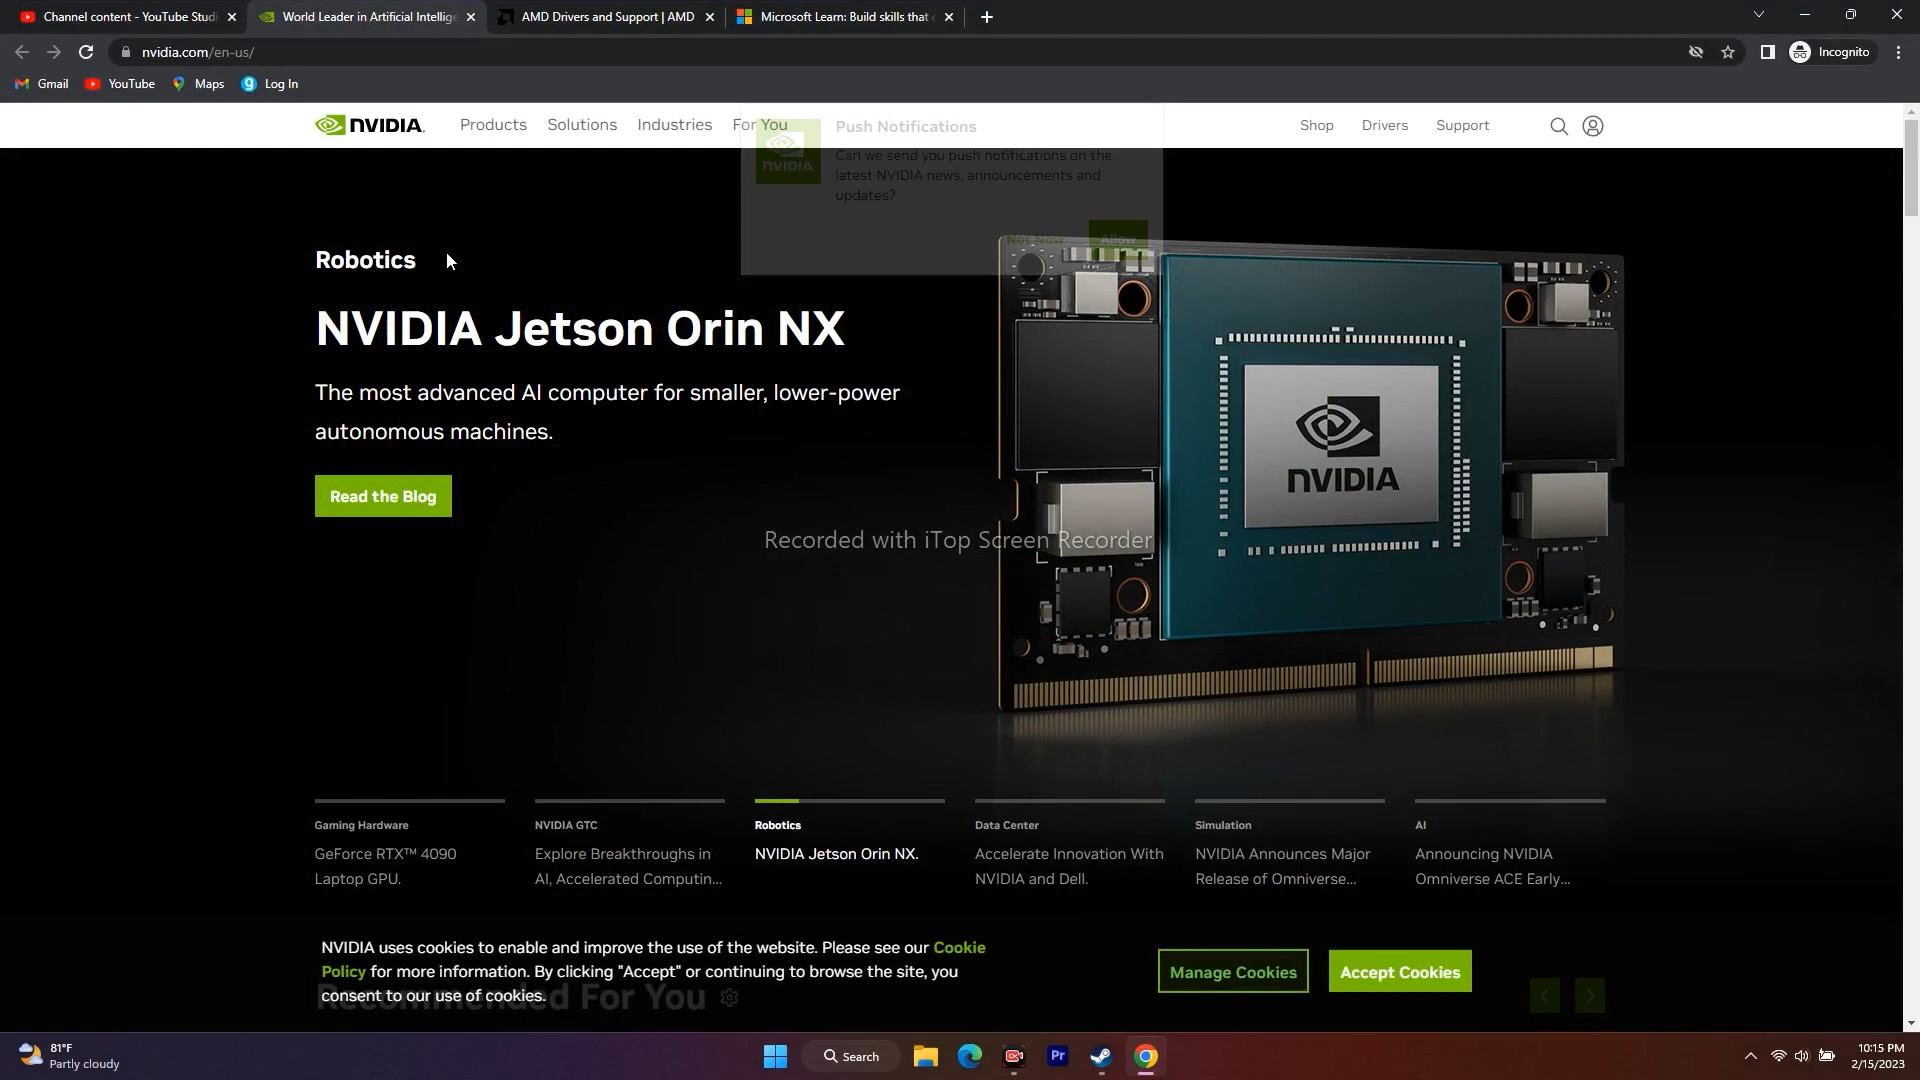 Channel content - YouTube Studi
World Leader in Artificial Intellige
AMD Drivers and Support | AMD
Microsoft Learn: Build skills that
nvidia.com/en-us/
Incognito
Gmail
YouTube
Maps
Log In
NVIDIA.
Products
Solutions
Industries
For You
Shop
Drivers
Support
NVIDIA
Push Notifications
Can we send you push notifications on the
latest NVIDIA news, announcements and
updates?
Not Now
Allow
Robotics
NVIDIA Jetson Orin NX
The most advanced AI computer for smaller, lower-power
autonomous machines.
Read the Blog
NVIDIA
Recorded with iTop Screen Recorder
Gaming Hardware
GeForce RTX™ 4090
Laptop GPU.
NVIDIA GTC
Explore Breakthroughs in
AI, Accelerated Computin...
Robotics
NVIDIA Jetson Orin NX.
Data Center
Accelerate Innovation With
NVIDIA and Dell.
Simulation
NVIDIA Announces Major
Release of Omniverse...
AI
Announcing NVIDIA
Omniverse ACE Early...
NVIDIA uses cookies to enable and improve the use of the website. Please see our Cookie
Policy for more information. By clicking "Accept" or continuing to browse the site, you
consent to our use of cookies.
Manage Cookies
Accept Cookies
Recommended For You
81°F
Partly cloudy
Search
Pr
10:15 PM
2/15/2023